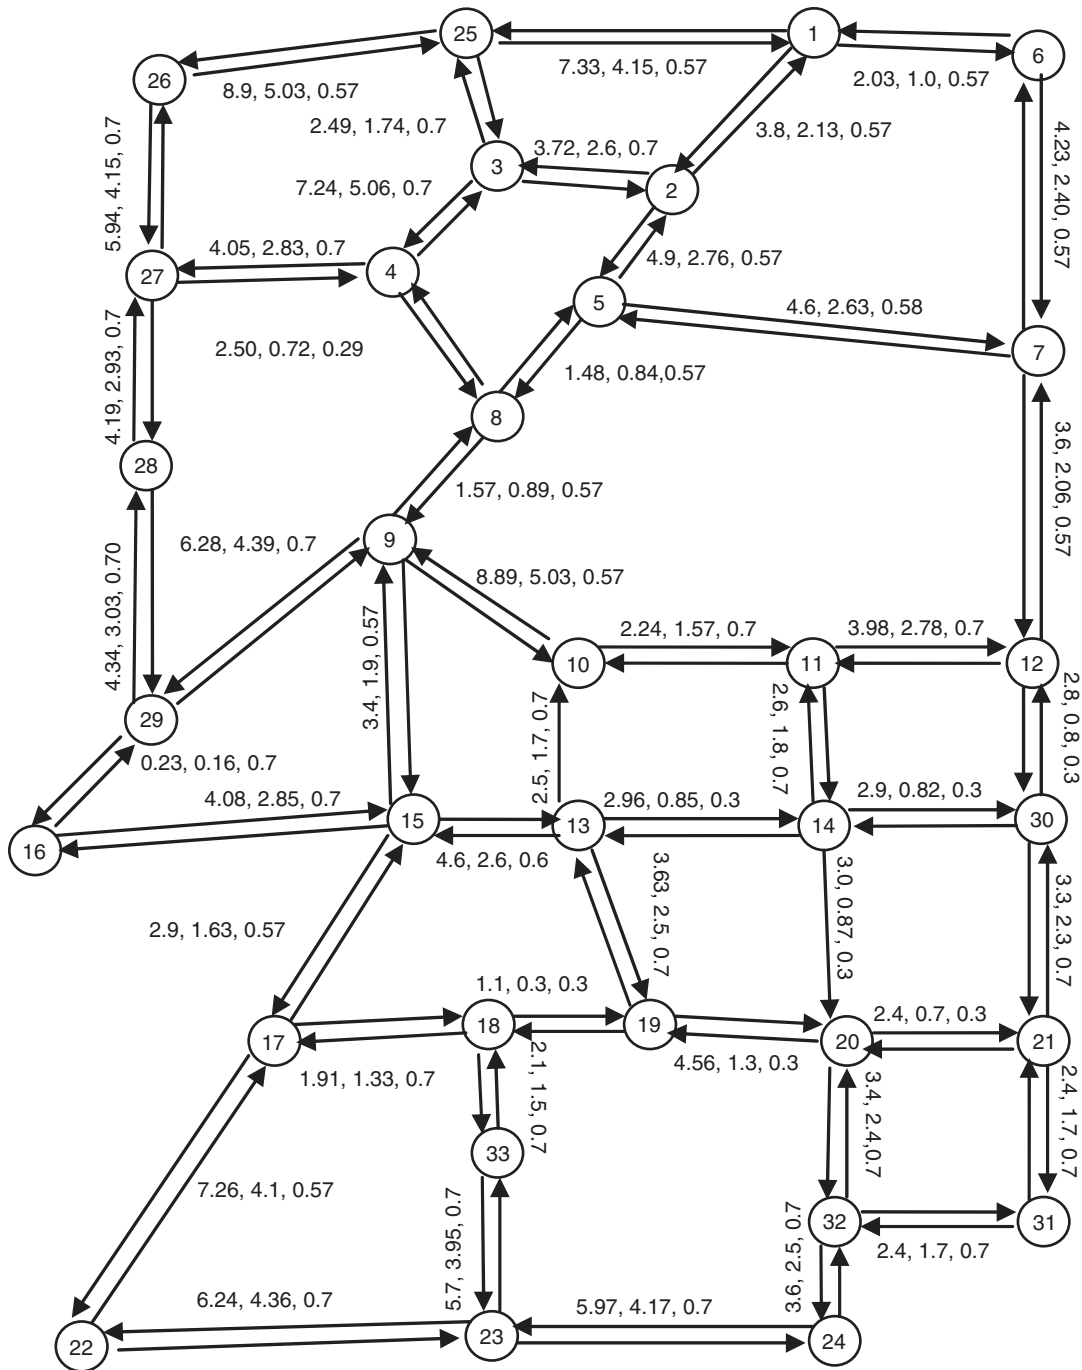 25
1
6
26
7.33, 4.15, 0.57
2.03, 1.0, 0.57
8.9, 5.03, 0.57
2.49, 1.74, 0.7
3.8, 2.13, 0.57
4.23, 2.40, 0.57
3
3.72, 2.6, 0.7
5.94, 4.15, 0.7
7.24, 5.06, 0.7
2
4.05, 2.83, 0.7
27
4
4.9, 2.76, 0.57
5
4.6, 2.63, 0.58
2.50, 0.72, 0.29
7
4.19, 2.93, 0.7
1.48, 0.84,0.57
8
28
3.6, 2.06, 0.57
1.57, 0.89, 0.57
6.28, 4.39, 0.7
9
8.89, 5.03, 0.57
4.34, 3.03, 0.70
3.4, 1.9, 0.57
2.24, 1.57, 0.7
3.98, 2.78, 0.7
10
11
12
29
2.5, 1.7, 0.7
2.6, 1.8, 0.7
2.8, 0.8, 0.3
0.23, 0.16, 0.7
4.08, 2.85, 0.7
2.96, 0.85, 0.3
2.9, 0.82, 0.3
15
13
14
30
16
4.6, 2.6, 0.6
3.63, 2.5, 0.7
3.0, 0.87, 0.3
3.3, 2.3, 0.7
2.9, 1.63, 0.57
1.1, 0.3, 0.3
18
19
2.4, 0.7, 0.3
17
20
21
4.56, 1.3, 0.3
1.91, 1.33, 0.7
2.1, 1.5, 0.7
3.4, 2.4,0.7
2.4, 1.7, 0.7
33
7.26, 4.1, 0.57
5.7, 3.95, 0.7
32
31
2.4, 1.7, 0.7
3.6, 2.5, 0.7
6.24, 4.36, 0.7
5.97, 4.17, 0.7
22
23
24